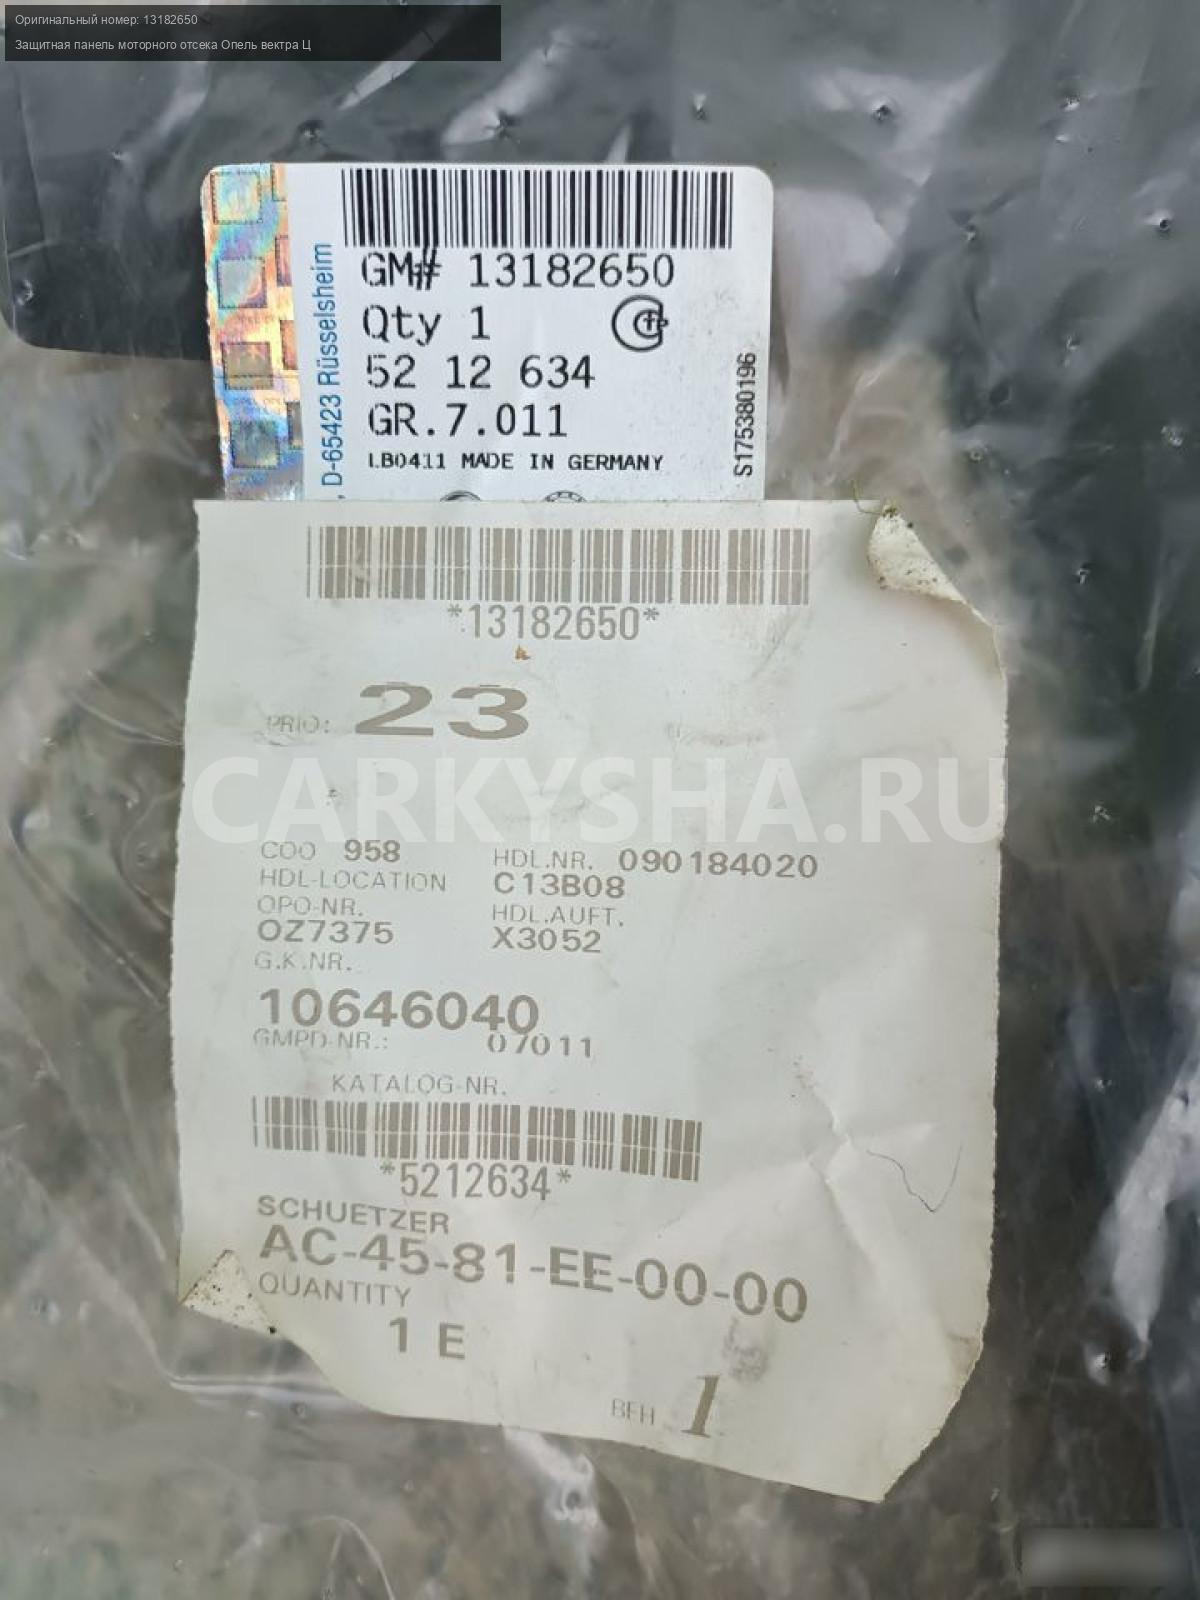 Оригинальный номер: 13182650
Защитная панель моторного отсека Опель вектра Ц
D-65423 Rüsselsheim
GM# 13182650
Qty 1
52 12 634
GR.7.011
LB0411 MADE IN GERMANY
S175380196
*13182650*
PRIO: 23
CARKYSHA.RU
COO 958 HDL.NR. 090184020
HDL-LOCATION C13B08
OPO-NR. HDL.AUFT.
OZ7375 X3052
G.K.NR.
10646040
GMPD-NR.: 07011
KATALOG-NR.
*5212634*
SCHUETZER
AC-45-81-EE-00-00
QUANTITY
1 E
BEH 1